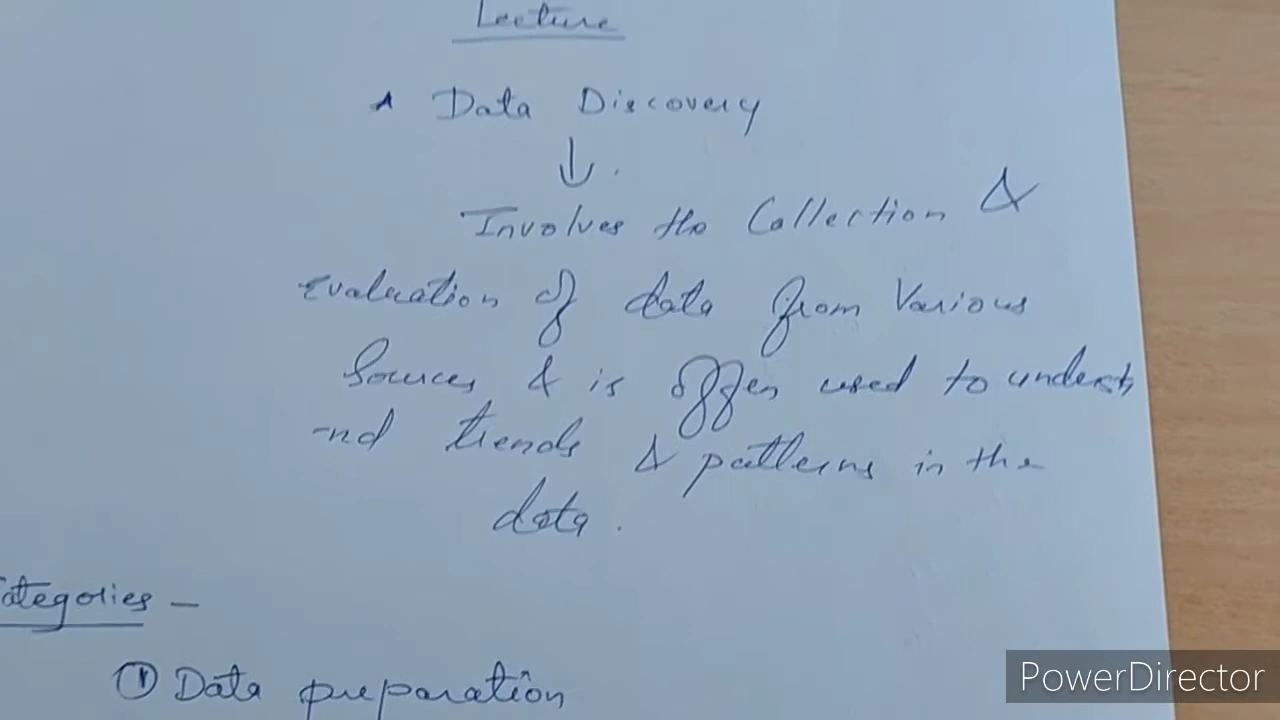 Lecture
* Data Discovery
↓.
Involves the Collection &
evaluation of data from Various
Sources & is often used to underst
-nd trends & patterns in the
data.
Categories -
① Data preparation
PowerDirector